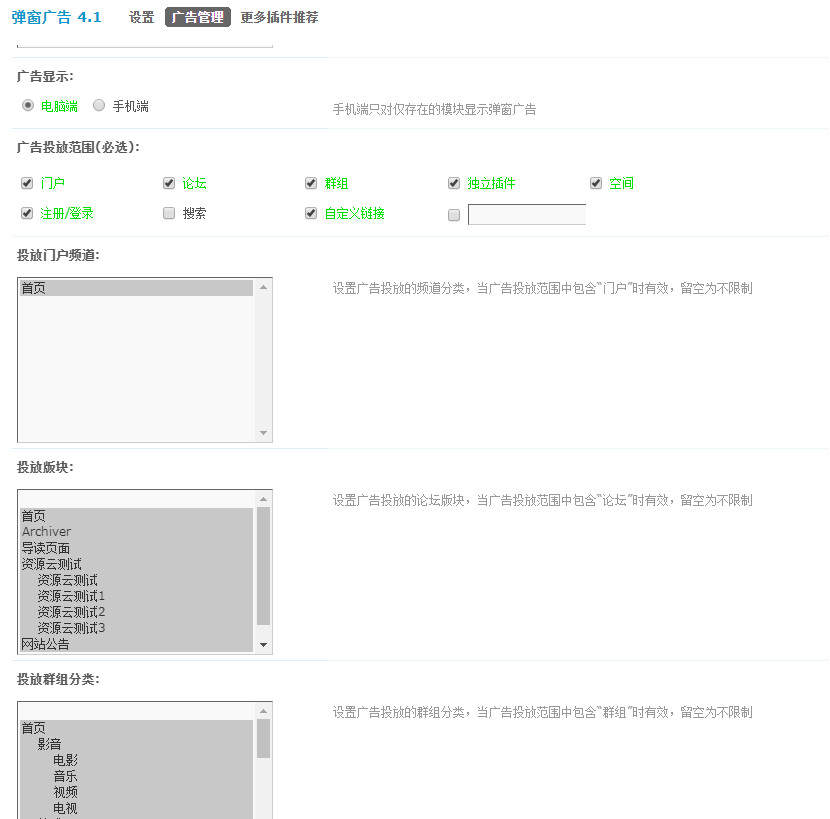 弹窗广告 4.1 设置 广告管理 更多插件推荐
广告显示:
电脑端 手机端 手机端只对仅存在的模块显示弹窗广告
广告投放范围(必选):
门户 论坛 群组 独立插件 空间
注册/登录 搜索 自定义链接
投放门户频道:
首页 设置广告投放的频道分类，当广告投放范围中包含“门户”时有效，留空为不限制
投放版块:
设置广告投放的论坛版块，当广告投放范围中包含“论坛”时有效，留空为不限制
首页
Archiver
导读页面
资源云测试
资源云测试
资源云测试1
资源云测试2
资源云测试3
网站公告
投放群组分类:
设置广告投放的群组分类，当广告投放范围中包含“群组”时有效，留空为不限制
首页
影音
电影
音乐
视频
电视